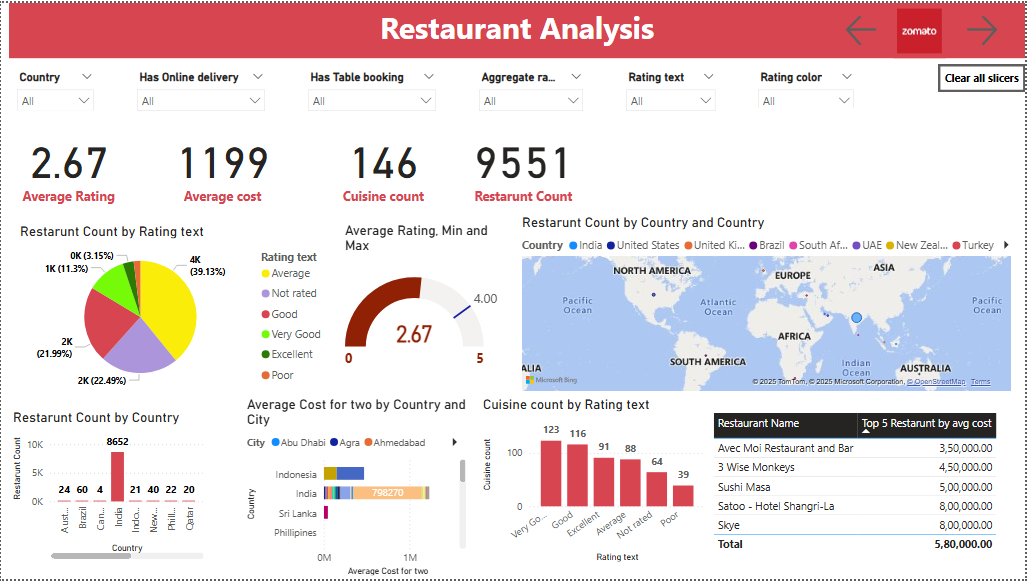 Restaurant Analysis
zomato
Country
Has Online delivery
Has Table booking
Aggregate ra...
Rating text
Rating color
Clear all slicers
All
All
All
All
All
All
2.67
Average Rating
1199
Average cost
146
Cuisine count
9551
Restarunt Count
Restarunt Count by Rating text
0K (3.15%)
1K (11.3%)
4K
(39.13%)
2K
(21.99%)
2K (22.49%)
Rating text
Average
Not rated
Good
Very Good
Excellent
Poor
Average Rating, Min and
Max
4.00
2.67
0
5
Restarunt Count by Country and Country
Country
India
United States
United Ki...
Brazil
South Af...
UAE
New Zeal...
Turkey
NORTH AMERICA
EUROPE
ASIA
Pacific
Ocean
Atlantic
Ocean
Pacific
Ocean
AFRICA
SOUTH AMERICA
Indian
Ocean
ALIA
AUSTRALIA
Microsoft Bing
© 2025 TomTom, © 2025 Microsoft Corporation, © OpenStreetMap Terms
Restarunt Count by Country
Restarunt Count
10K
5K
0K
24
60
4
8652
21
40
22
20
Aust...
Brazil
Can...
India
Indo...
New...
Phill...
Qatar
Country
Average Cost for two by Country and
City
City
Abu Dhabi
Agra
Ahmedabad
Country
Indonesia
India
798270
Sri Lanka
Phillipines
0M
1M
Average Cost for two
Cuisine count by Rating text
Cuisine count
100
0
123
116
91
88
64
39
Very Go...
Good
Excellent
Average
Not rated
Poor
Rating text
Restaurant Name
Top 5 Restarunt by avg cost
Avec Moi Restaurant and Bar
3,50,000.00
3 Wise Monkeys
4,50,000.00
Sushi Masa
5,00,000.00
Satoo - Hotel Shangri-La
8,00,000.00
Skye
8,00,000.00
Total
5,80,000.00